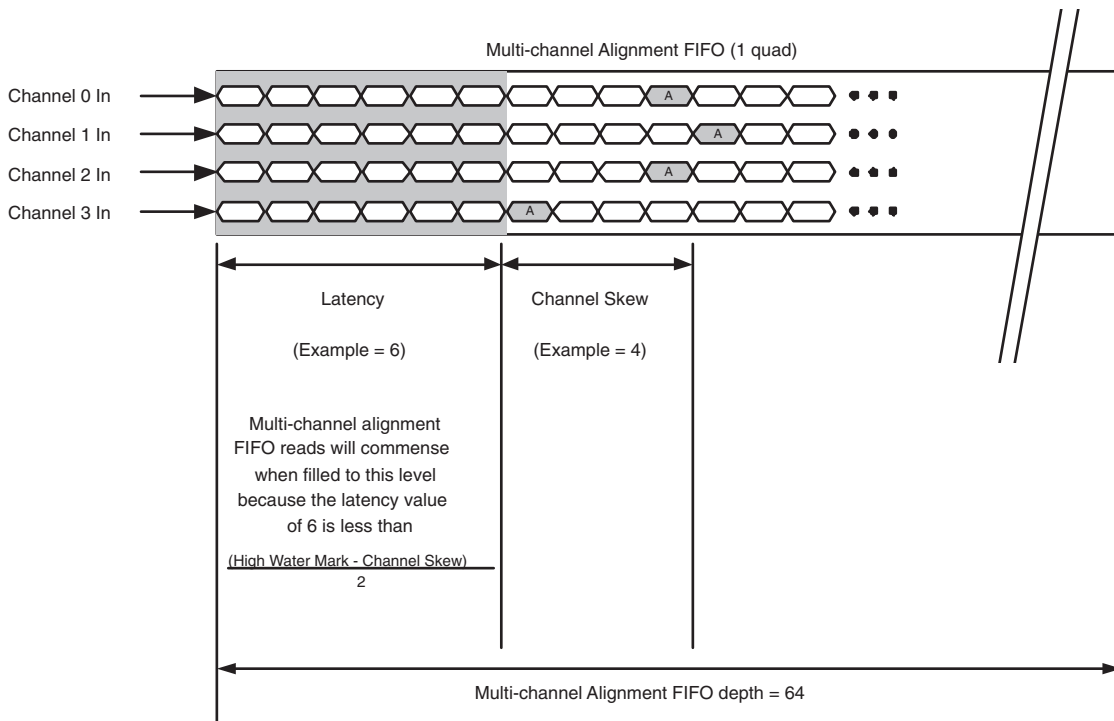 Multi-channel Alignment FIFO (1 quad)
Channel 0 In
A
Channel 1 In
A
Channel 2 In
A
Channel 3 In
A
Latency
Channel Skew
(Example = 6)
(Example = 4)
Multi-channel alignment
FIFO reads will commense
when filled to this level
because the latency value
of 6 is less than
(High Water Mark - Channel Skew)
2
Multi-channel Alignment FIFO depth = 64